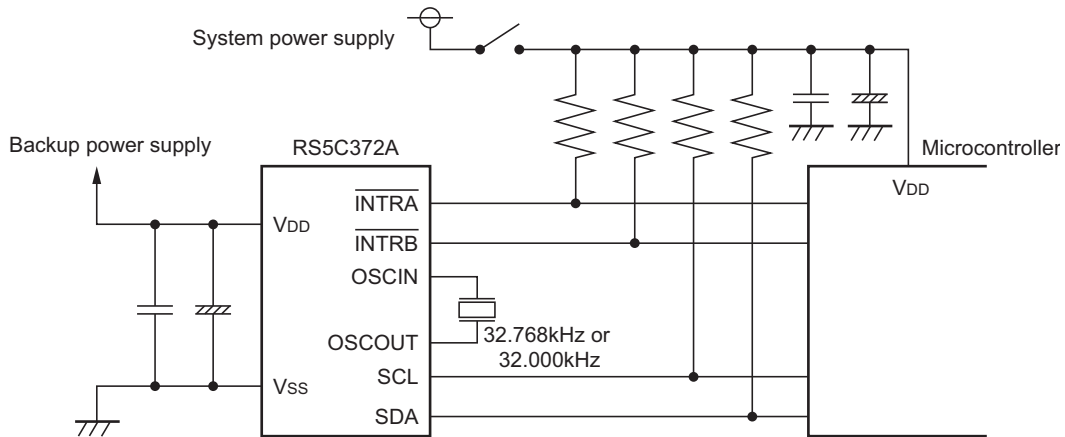 System power supply
Backup power supply
RS5C372A
Microcontroller
VDD
INTRA
VDD
INTRB
OSCIN
OSCOUT
32.768kHz or
32.000kHz
SCL
VSS
SDA